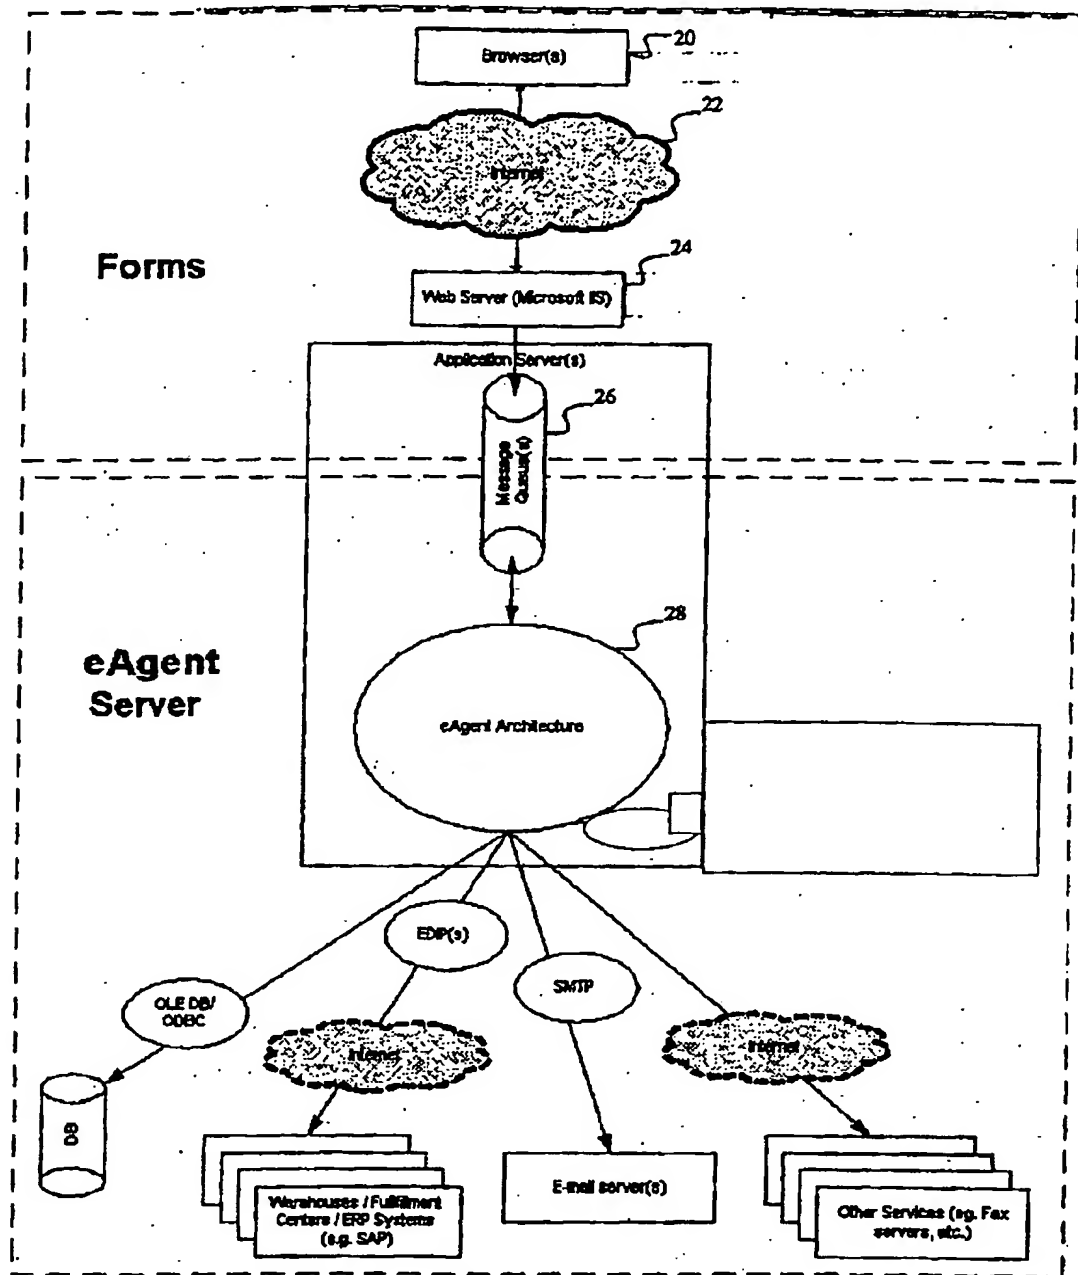 20
Browser(s)
22
Internet
24
Forms
Web Server (Microsoft IIS)
Application Server(s)
26
Message
Queue(s)
28
eAgent
Server
eAgent Architecture
EDIP(s)
SMTP
OLE DB/
ODBC
Internet
Internet
DB
Warehouses / Fulfillment
Centers / ERP Systems
(e.g. SAP)
E-mail server(s)
Other Services (eg. Fax
servers, etc.)